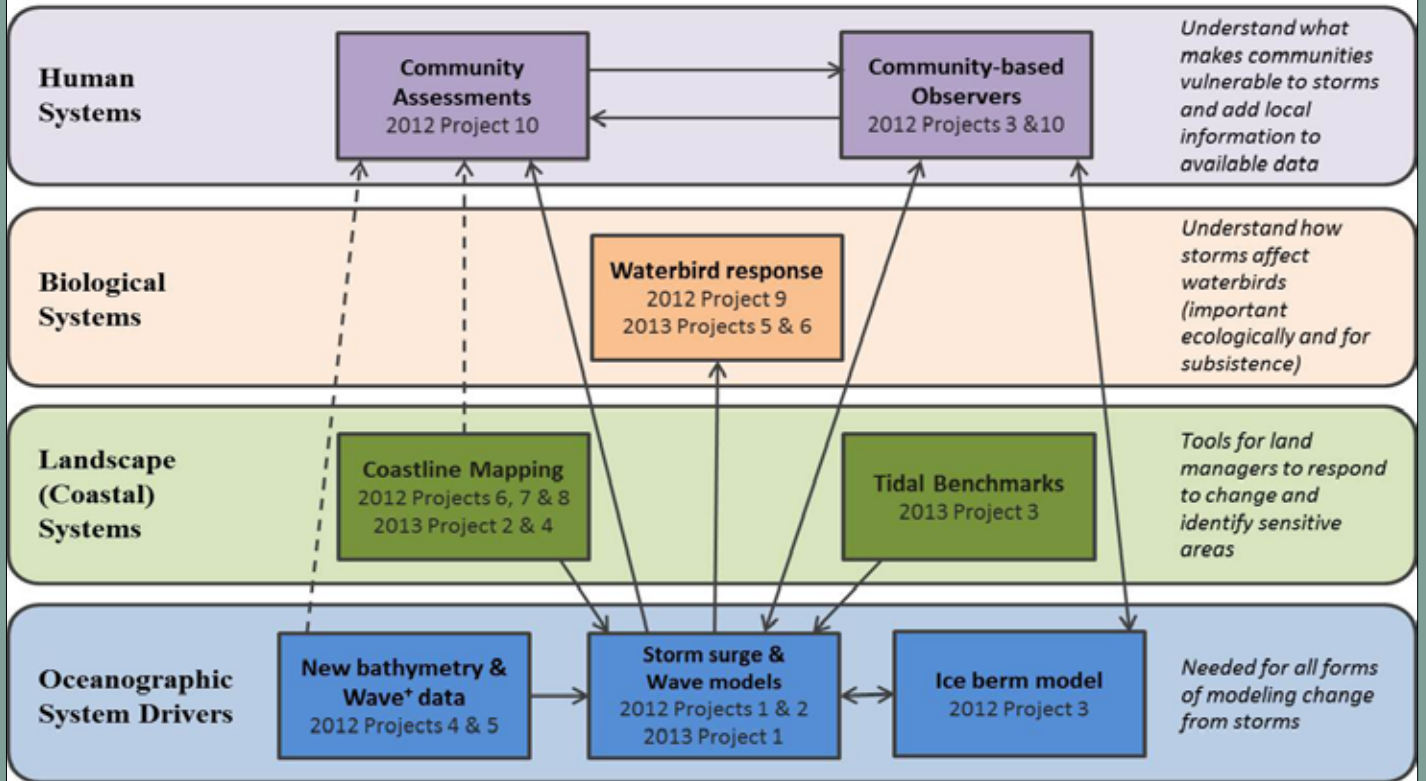 Human
Systems
Community
Assessments
2012 Project 10
Community-based
Observers
2012 Projects 3 &10
Understand what
makes communities
vulnerable to storms
and add local
information to
available data
Biological
Systems
Waterbird response
2012 Project 9
2013 Projects 5 & 6
Understand how
storms affect
waterbirds
(important
ecologically and for
subsistence)
Landscape
(Coastal)
Systems
Coastline Mapping
2012 Projects 6, 7 & 8
2013 Project 2 & 4
Tidal Benchmarks
2013 Project 3
Tools for land
managers to respond
to change and
identify sensitive
areas
Oceanographic
System Drivers
New bathymetry &
Wave⁺ data
2012 Projects 4 & 5
Storm surge &
Wave models
2012 Projects 1 & 2
2013 Project 1
Ice berm model
2012 Project 3
Needed for all forms
of modeling change
from storms